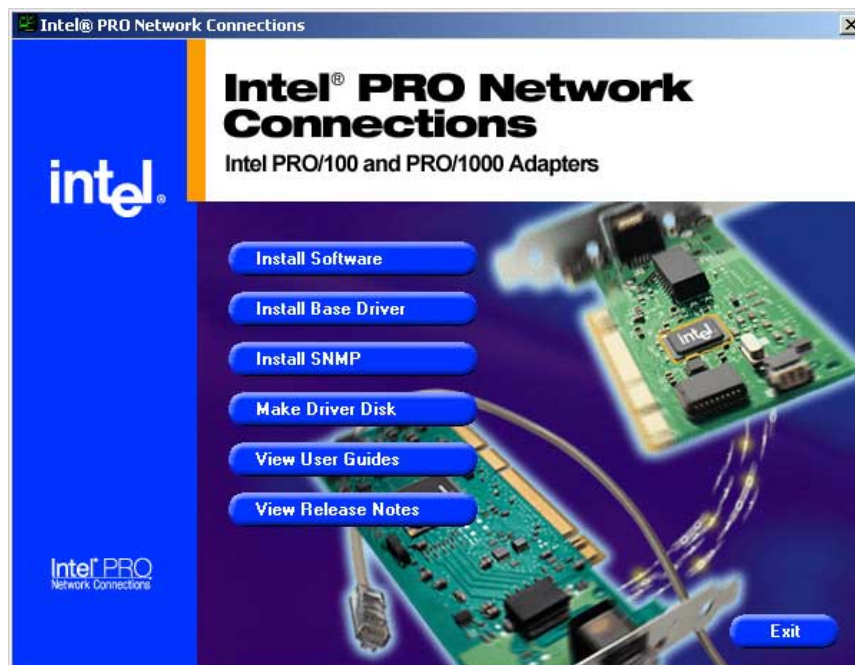 Intel® PRO Network Connections
Intel® PRO Network
Connections
Intel PRO/100 and PRO/1000 Adapters
intel®
Install Software
Install Base Driver
Install SNMP
Make Driver Disk
View User Guides
View Release Notes
intel
Intel® PRO
Network Connections
Exit